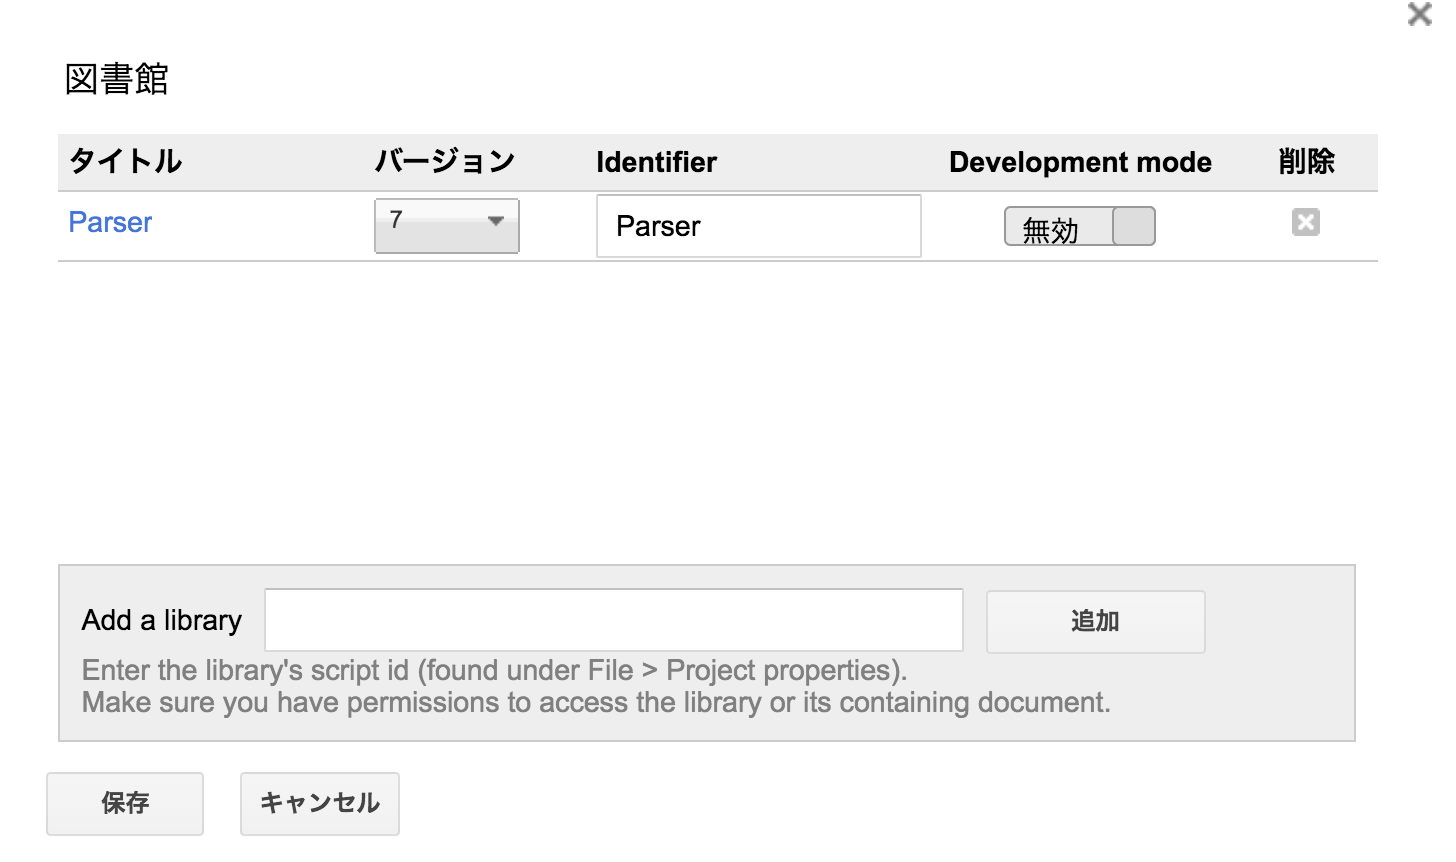 図書館
タイトル バージョン Identifier Development mode 削除
Parser 7 Parser 無効
Add a library 追加
Enter the library's script id (found under File > Project properties).
Make sure you have permissions to access the library or its containing document.
保存 キャンセル